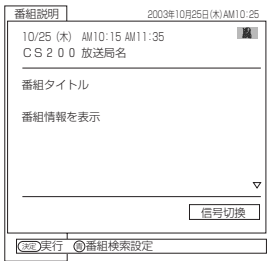 番組説明
2003年10月25日(木)AM10:25
10/25 (木) AM10:15 AM11:35
CS200 放送局名
番組タイトル
番組情報を表示
信号切換
決定 実行 青 番組検索設定